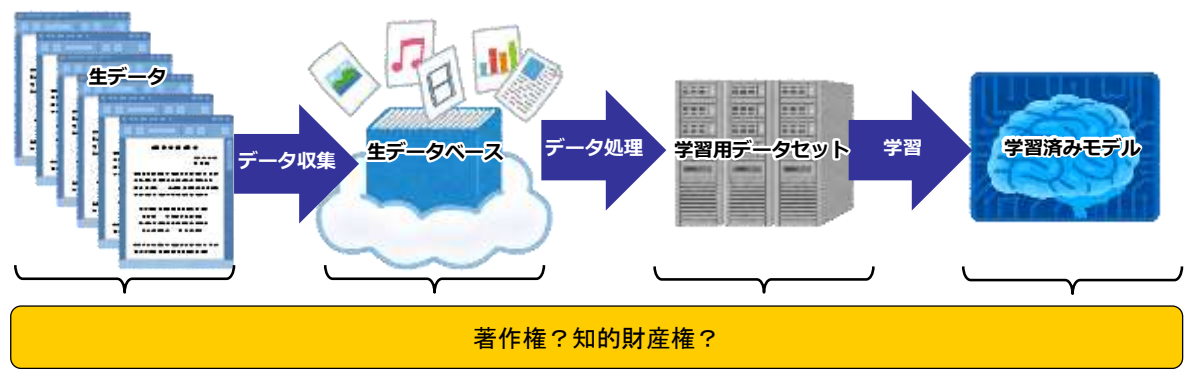 生データ
データ収集
生データベース
データ処理
学習用データセット
学習
学習済みモデル
著作権？知的財産権？